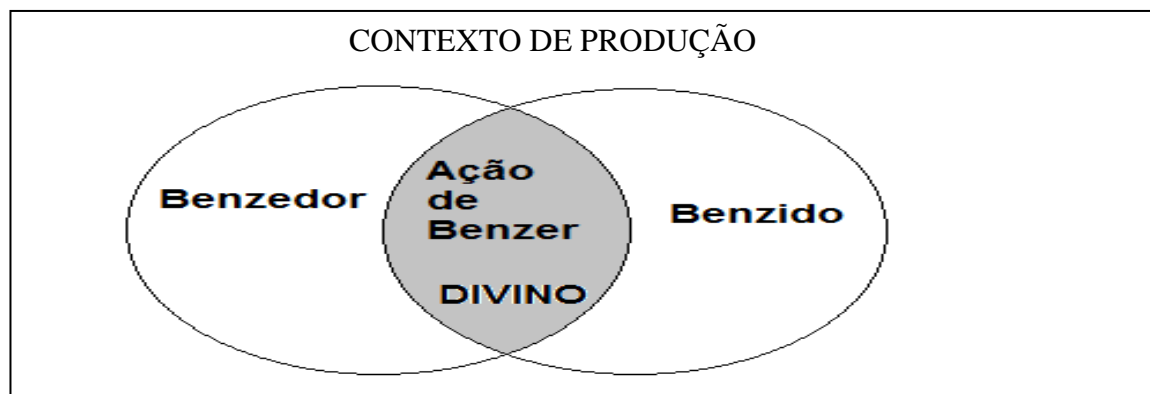 CONTEXTO DE PRODUÇÃO
Benzedor
Ação
de
Benzer
DIVINO
Benzido